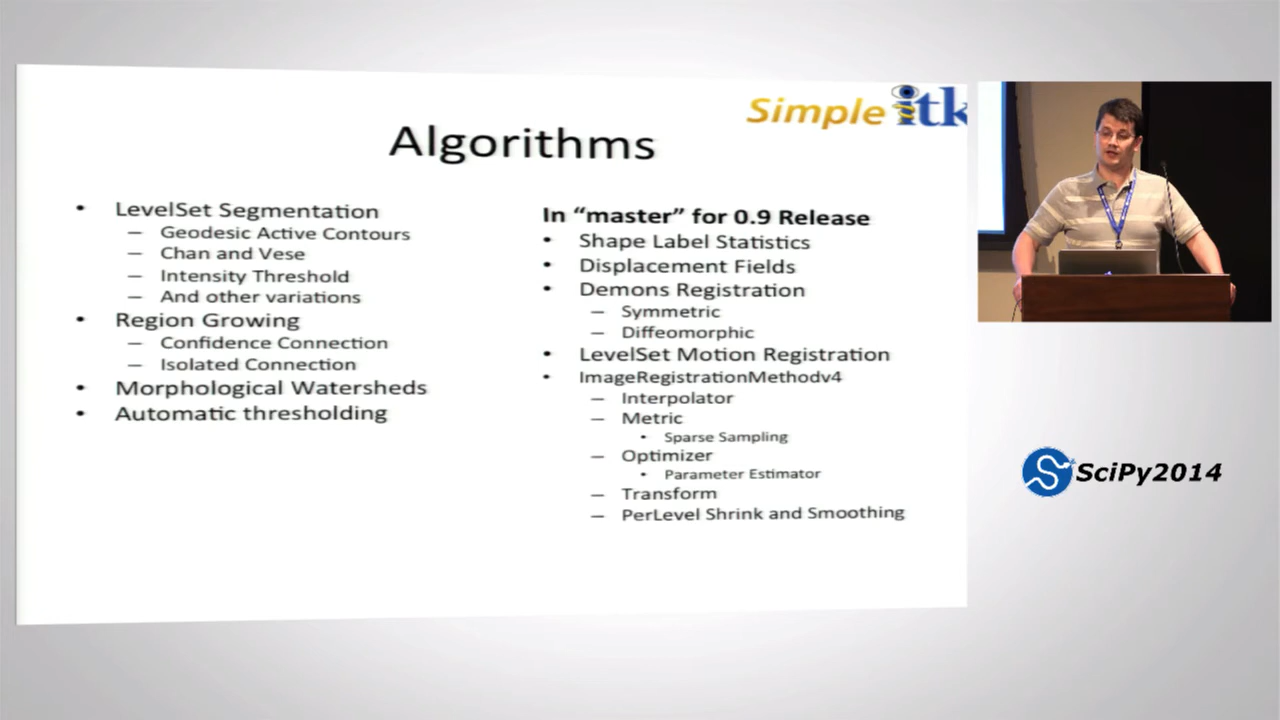 Simple itk
Algorithms
• LevelSet Segmentation
– Geodesic Active Contours
– Chan and Vese
– Intensity Threshold
– And other variations
• Region Growing
– Confidence Connection
– Isolated Connection
• Morphological Watersheds
• Automatic thresholding
In “master” for 0.9 Release
• Shape Label Statistics
• Displacement Fields
• Demons Registration
– Symmetric
– Diffeomorphic
• LevelSet Motion Registration
• ImageRegistrationMethodv4
– Interpolator
– Metric
• Sparse Sampling
– Optimizer
• Parameter Estimator
– Transform
– PerLevel Shrink and Smoothing
SciPy2014